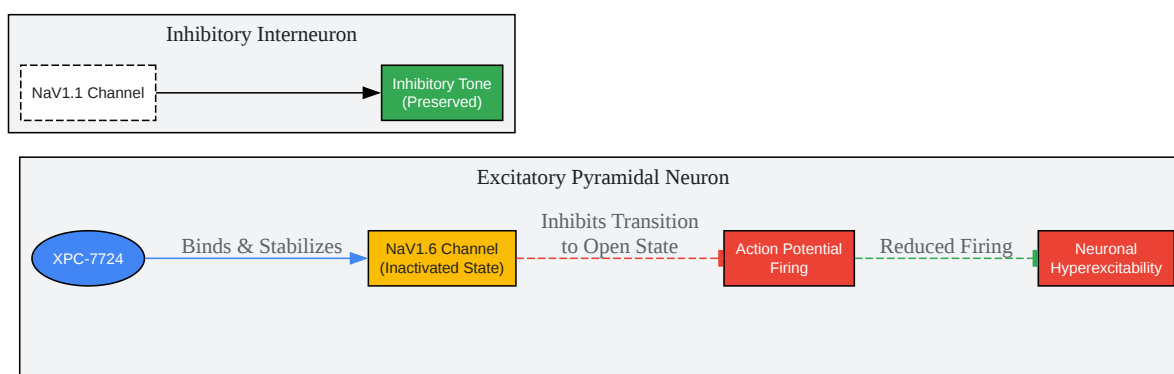 Inhibitory Interneuron
NaV1.1 Channel
Inhibitory Tone
(Preserved)
Excitatory Pyramidal Neuron
XPC-7724
Binds & Stabilizes
NaV1.6 Channel
(Inactivated State)
Inhibits Transition
to Open State
Action Potential
Firing
Reduced Firing
Neuronal
Hyperexcitability